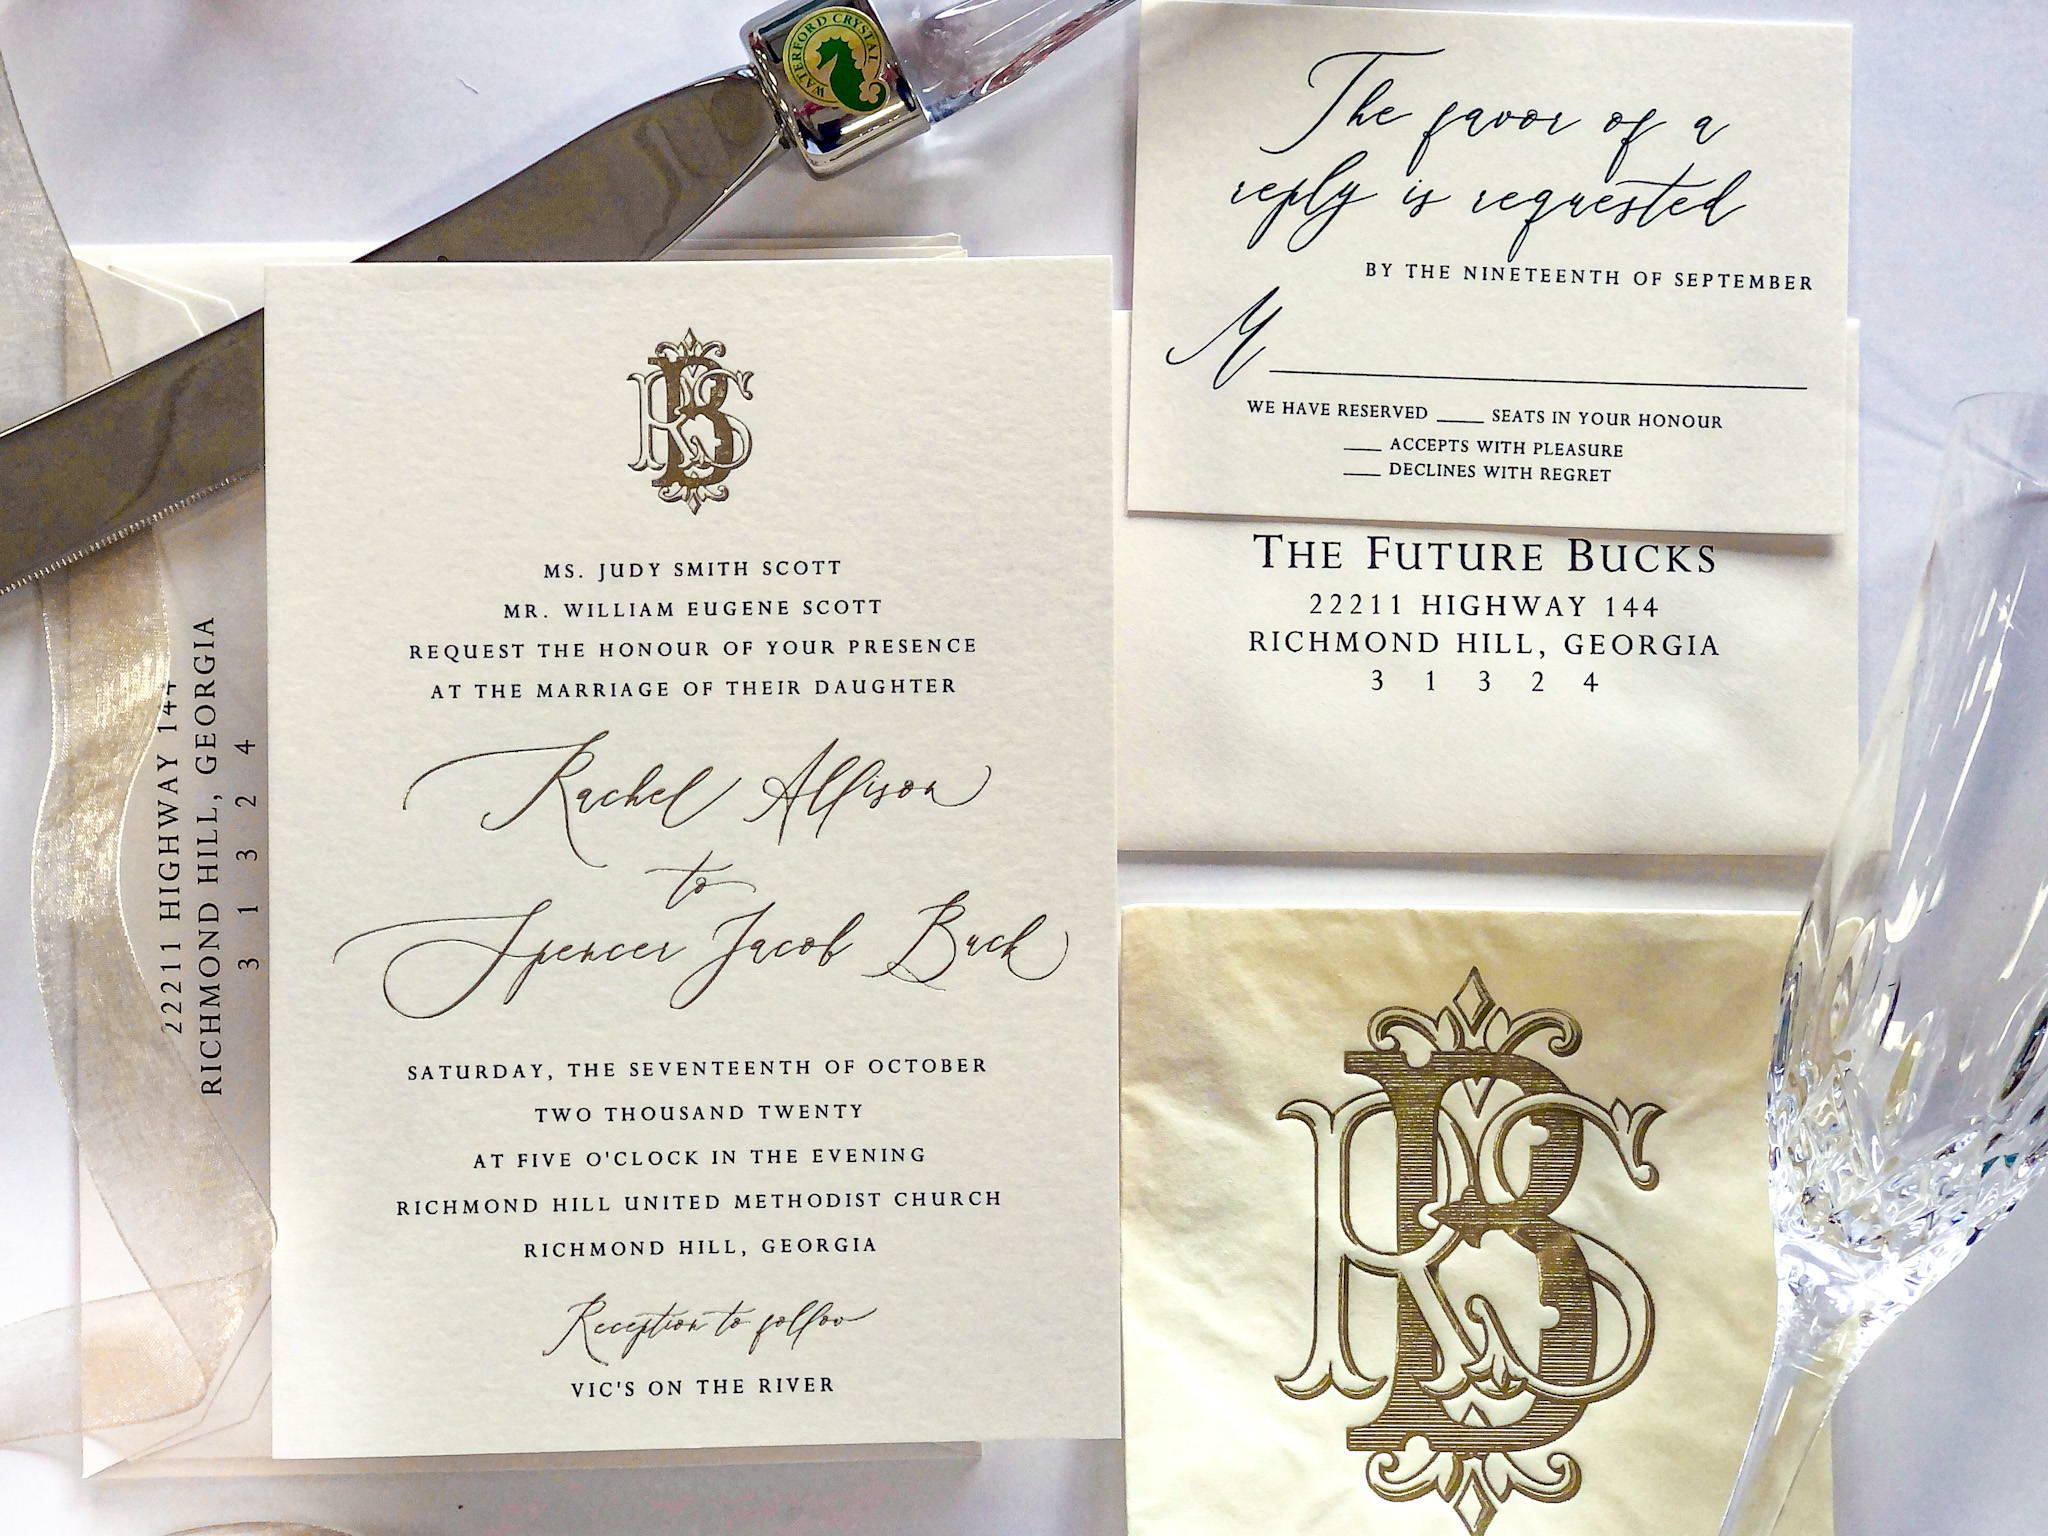 WATERFORD CRYSTAL
RBS
MS. JUDY SMITH SCOTT
MR. WILLIAM EUGENE SCOTT
REQUEST THE HONOUR OF YOUR PRESENCE
AT THE MARRIAGE OF THEIR DAUGHTER
Rachel Allison
to
Spencer Jacob Buck
SATURDAY, THE SEVENTEENTH OF OCTOBER
TWO THOUSAND TWENTY
AT FIVE O'CLOCK IN THE EVENING
RICHMOND HILL UNITED METHODIST CHURCH
RICHMOND HILL, GEORGIA
Reception to follow
VIC'S ON THE RIVER
22211 HIGHWAY 144
RICHMOND HILL, GEORGIA
3 1 3 2 4
The favor of a
reply is requested
BY THE NINETEENTH OF SEPTEMBER
M
WE HAVE RESERVED ____ SEATS IN YOUR HONOUR
____ ACCEPTS WITH PLEASURE
____ DECLINES WITH REGRET
THE FUTURE BUCKS
22211 HIGHWAY 144
RICHMOND HILL, GEORGIA
3 1 3 2 4
RBS